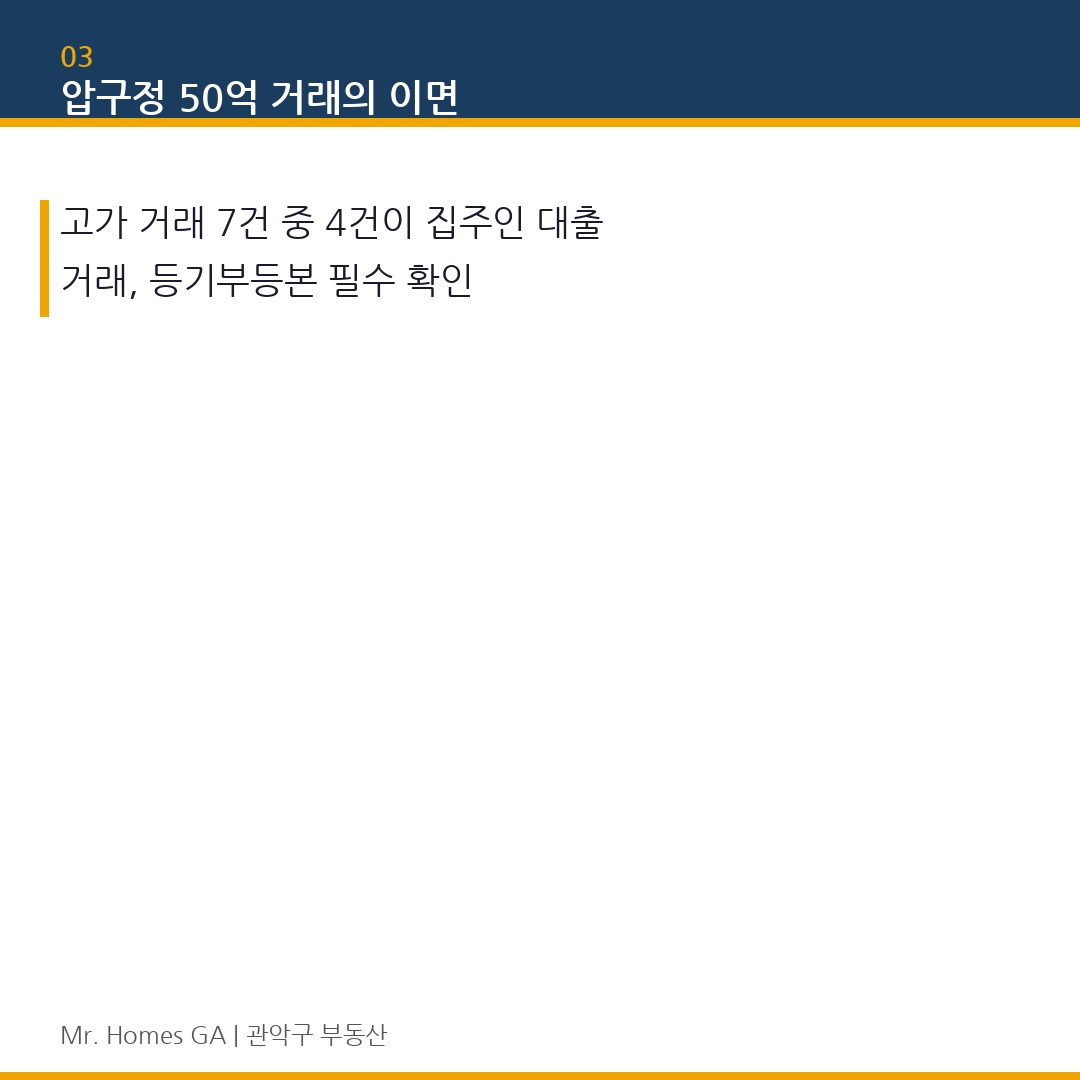 03
압구정 50억 거래의 이면
고가 거래 7건 중 4건이 집주인 대출
거래, 등기부등본 필수 확인
Mr. Homes GA | 관악구 부동산